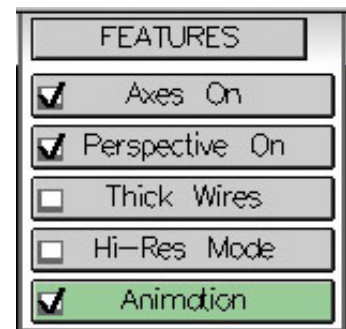 FEATURES
Axes On
Perspective On
Thick Wires
Hi-Res Mode
Animation